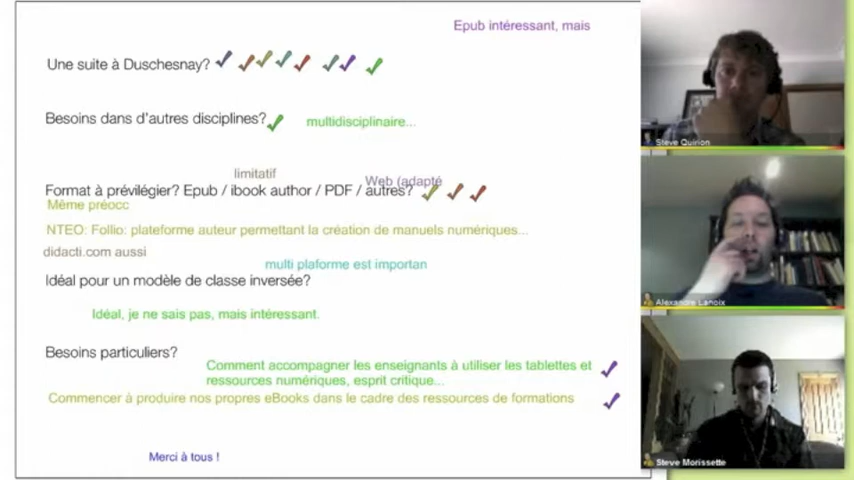 Epub intéressant, mais
Une suite à Duschesnay?
Besoins dans d'autres disciplines?
multidisciplinaire...
limitatif
Web (adapté
Format à prévilégier? Epub / ibook author / PDF / autres?
Même préocc
NTEO: Follio: plateforme auteur permettant la création de manuels numériques...
didacti.com aussi
multi plaforme est importan
Idéal pour un modèle de classe inversée?
Idéal, je ne sais pas, mais intéressant.
Besoins particuliers?
Comment accompagner les enseignants à utiliser les tablettes et
ressources numériques, esprit critique...
Commencer à produire nos propres eBooks dans le cadre des ressources de formations
Merci à tous !
Steve Quirion
Alexandre Lanoix
Steve Morissette